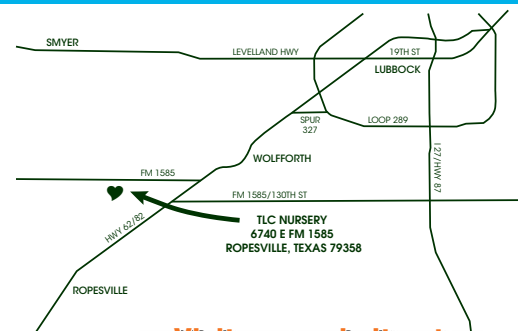 SMYER
LEVELLAND HWY
19TH ST
LUBBOCK
SPUR
327
LOOP 289
WOLFFORTH
I 27/HWY 87
FM 1585
FM 1585/130TH ST
HWY 62/82
TLC NURSERY
6740 E FM 1585
ROPESVILLE, TEXAS 79358
ROPESVILLE